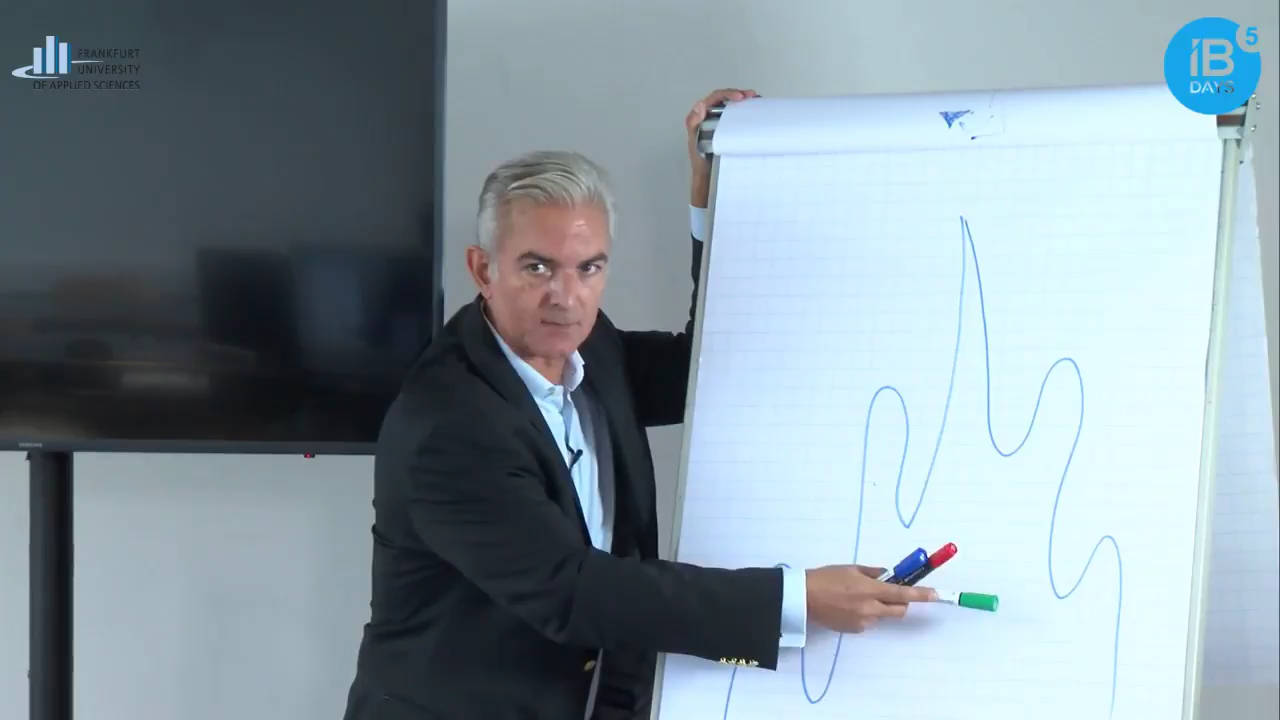 FRANKFURT
UNIVERSITY
OF APPLIED SCIENCES
iB 5
DAYS